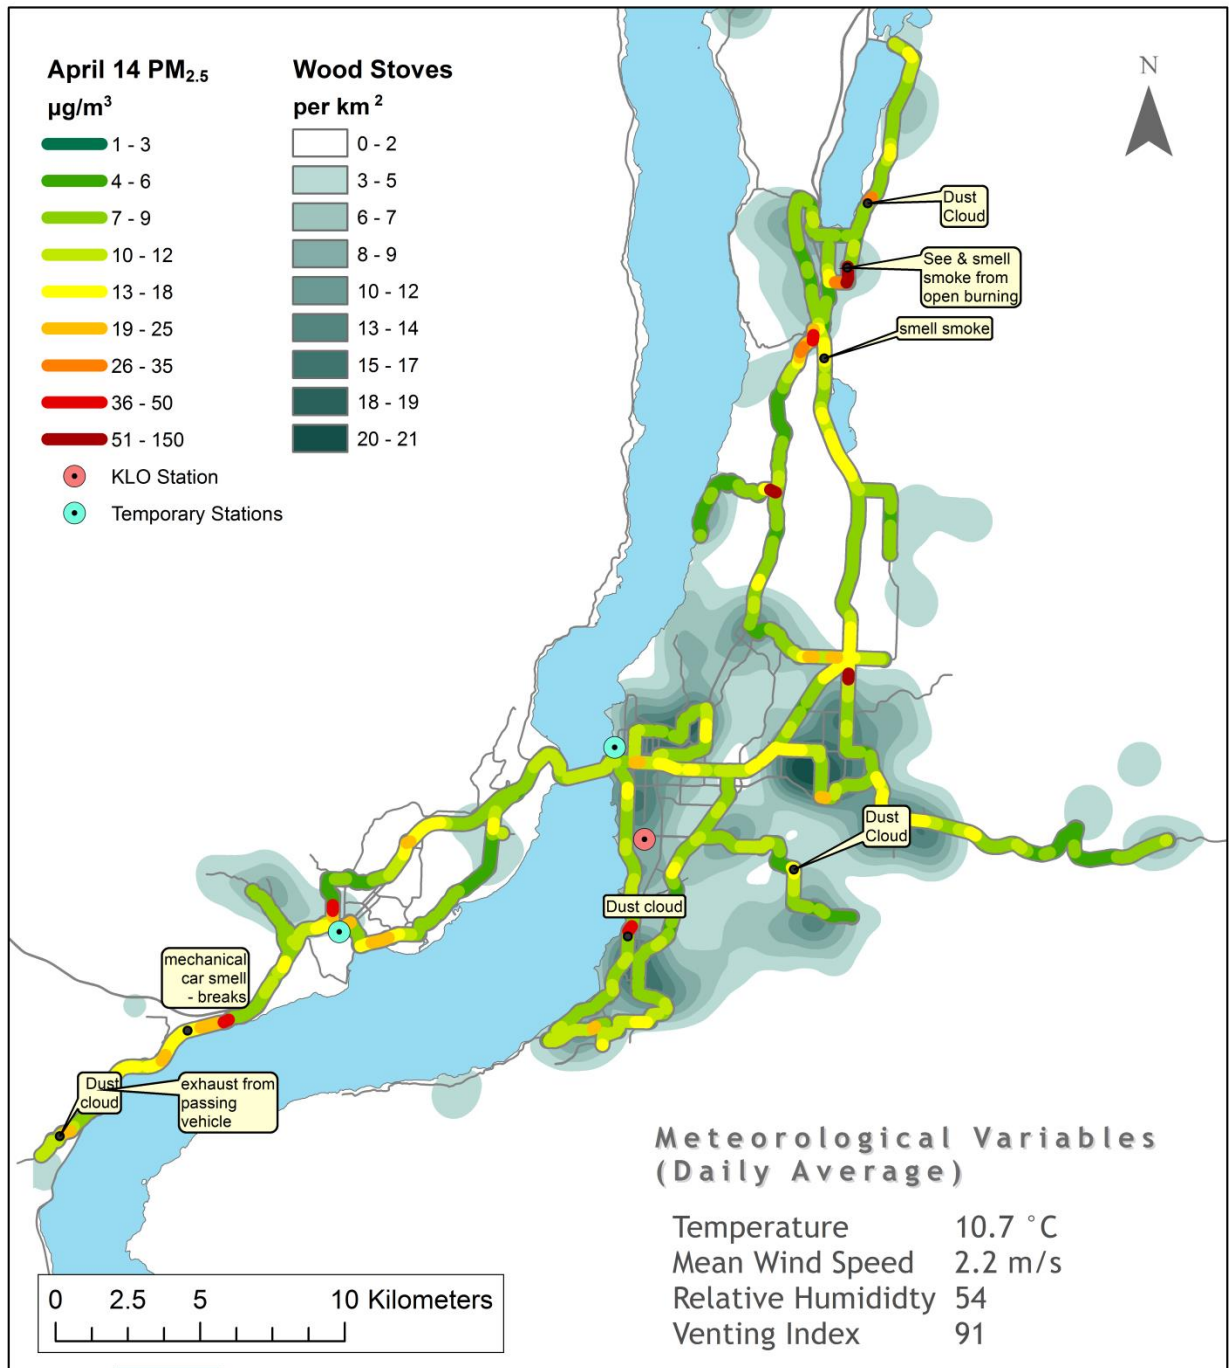 April 14 PM2.5
µg/m³
1 - 3
4 - 6
7 - 9
10 - 12
13 - 18
19 - 25
26 - 35
36 - 50
51 - 150
KLO Station
Temporary Stations
Wood Stoves
per km ²
0 - 2
3 - 5
6 - 7
8 - 9
10 - 12
13 - 14
15 - 17
18 - 19
20 - 21
N
Dust
Cloud
See & smell
smoke from
open burning
smell smoke
Dust
Cloud
Dust cloud
mechanical
car smell
- breaks
Dust
cloud
exhaust from
passing
vehicle
Meteorological Variables
(Daily Average)
Temperature 10.7 °C
Mean Wind Speed 2.2 m/s
Relative Humididty 54
Venting Index 91
0 2.5 5 10 Kilometers